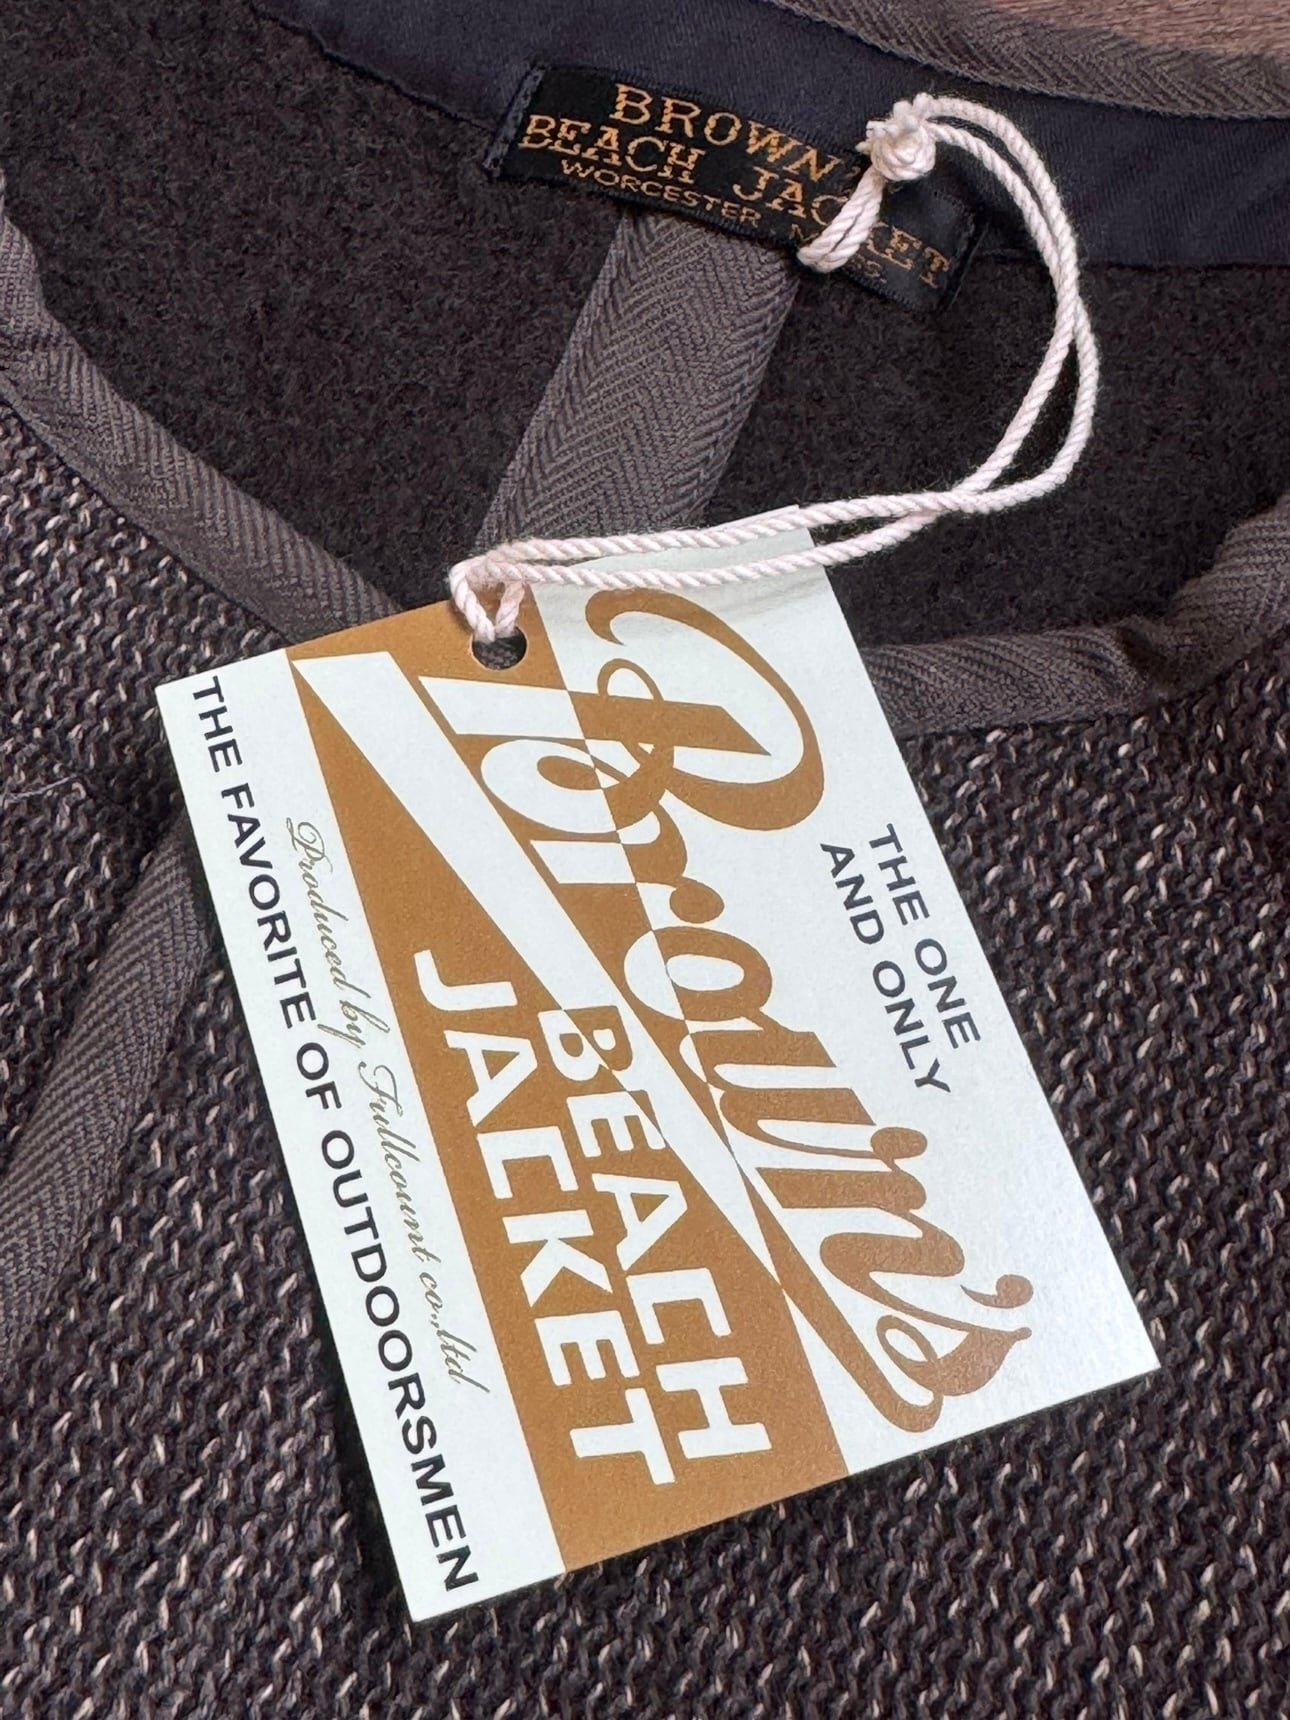 BROWN'S
BEACH JACKET
WORCESTER
THE ONE
AND ONLY
Brown's
BEACH
JACKET
Produced by Fullcount co.,ltd
THE FAVORITE OF OUTDOORSMEN